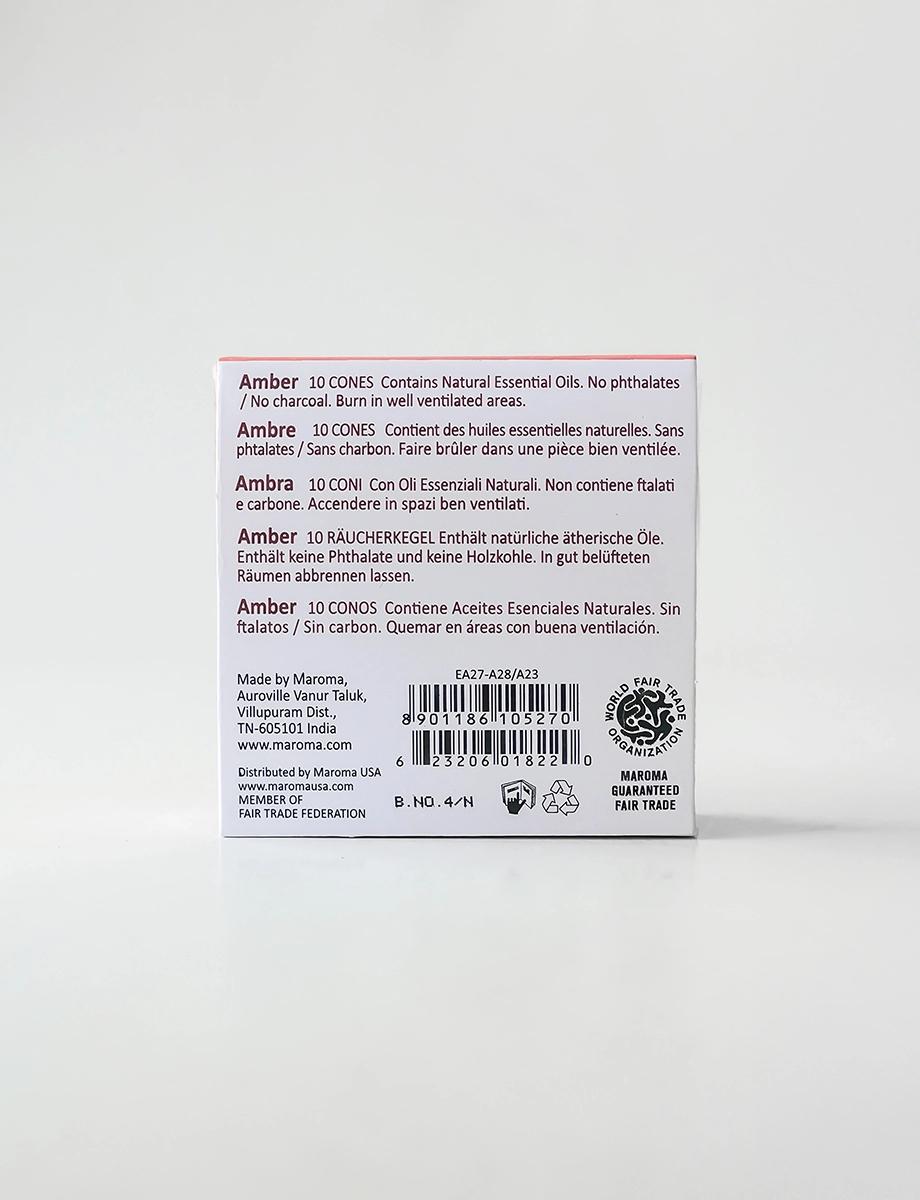 Amber 10 CONES Contains Natural Essential Oils. No phthalates
/ No charcoal. Burn in well ventilated areas.
Ambre 10 CONES Contient des huiles essentielles naturelles. Sans
phtalates / Sans charbon. Faire brûler dans une pièce bien ventilée.
Ambra 10 CONI Con Oli Essenziali Naturali. Non contiene ftalati
e carbone. Accendere in spazi ben ventilati.
Amber 10 RÄUCHERKEGEL Enthält natürliche ätherische Öle.
Enthält keine Phthalate und keine Holzkohle. In gut belüfteten
Räumen abbrennen lassen.
Amber 10 CONOS Contiene Aceites Esenciales Naturales. Sin
ftalatos / Sin carbon. Quemar en áreas con buena ventilación.
Made by Maroma,
Auroville Vanur Taluk,
Villupuram Dist.,
TN-605101 India
www.maroma.com
Distributed by Maroma USA
www.maromausa.com
MEMBER OF
FAIR TRADE FEDERATION
EA27-A28/A23
8 901186 105270
6 23206 01822 0
B.NO.4/N
WORLD FAIR TRADE
ORGANIZATION
MAROMA
GUARANTEED
FAIR TRADE